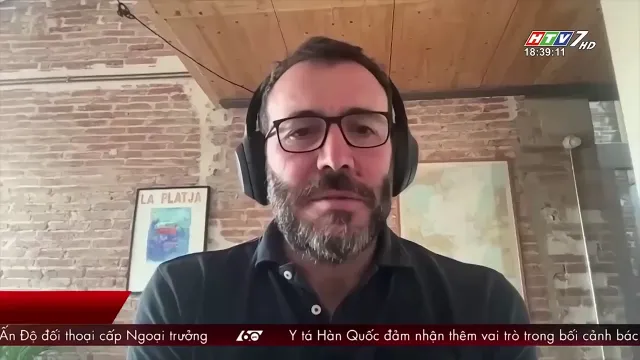 HTV7 HD
18:39:11
LA PLATJA
Ấn Độ đối thoại cấp Ngoại trưởng 60 Y tá Hàn Quốc đảm nhận thêm vai trò trong bối cảnh bác